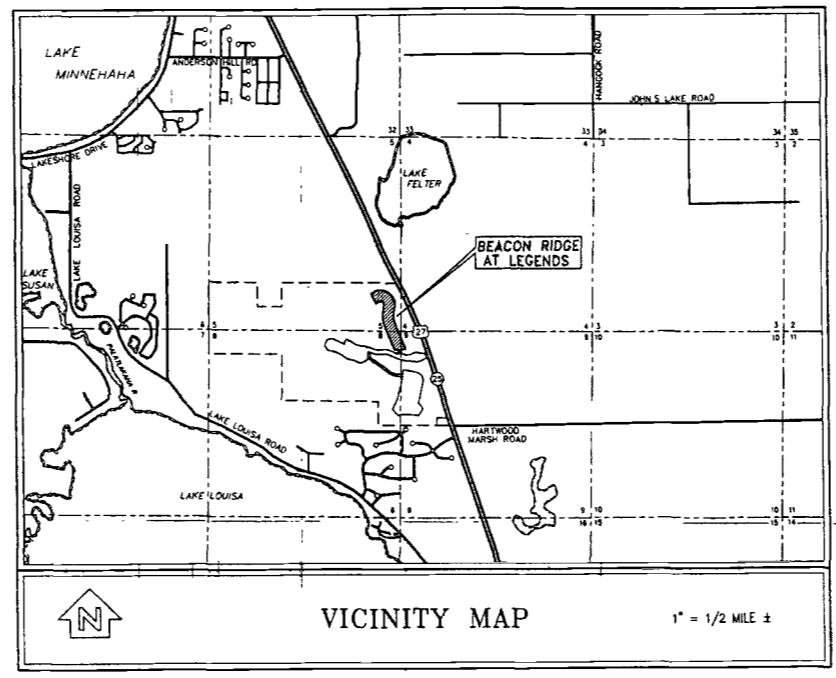 LAKE
MINNEHAHA
ANDERSON HILL RD
HANCOCK ROAD
JOHN'S LAKE ROAD
32 33
5 4
33 34
4 3
34 35
3 2
LAKESHORE DRIVE
LAKE
FELTER
LAKE LOUISA ROAD
BEACON RIDGE
AT LEGENDS
LAKE
SUSAN
6 5
7 8
5 4
8 9
27
4 3
9 10
3 2
10 11
25
LAKE LOUISA ROAD
HARTWOOD
MARSH ROAD
LAKE LOUISA
8 9
9 10
16 15
10 11
15 14
N
VICINITY MAP
1" = 1/2 MILE ±